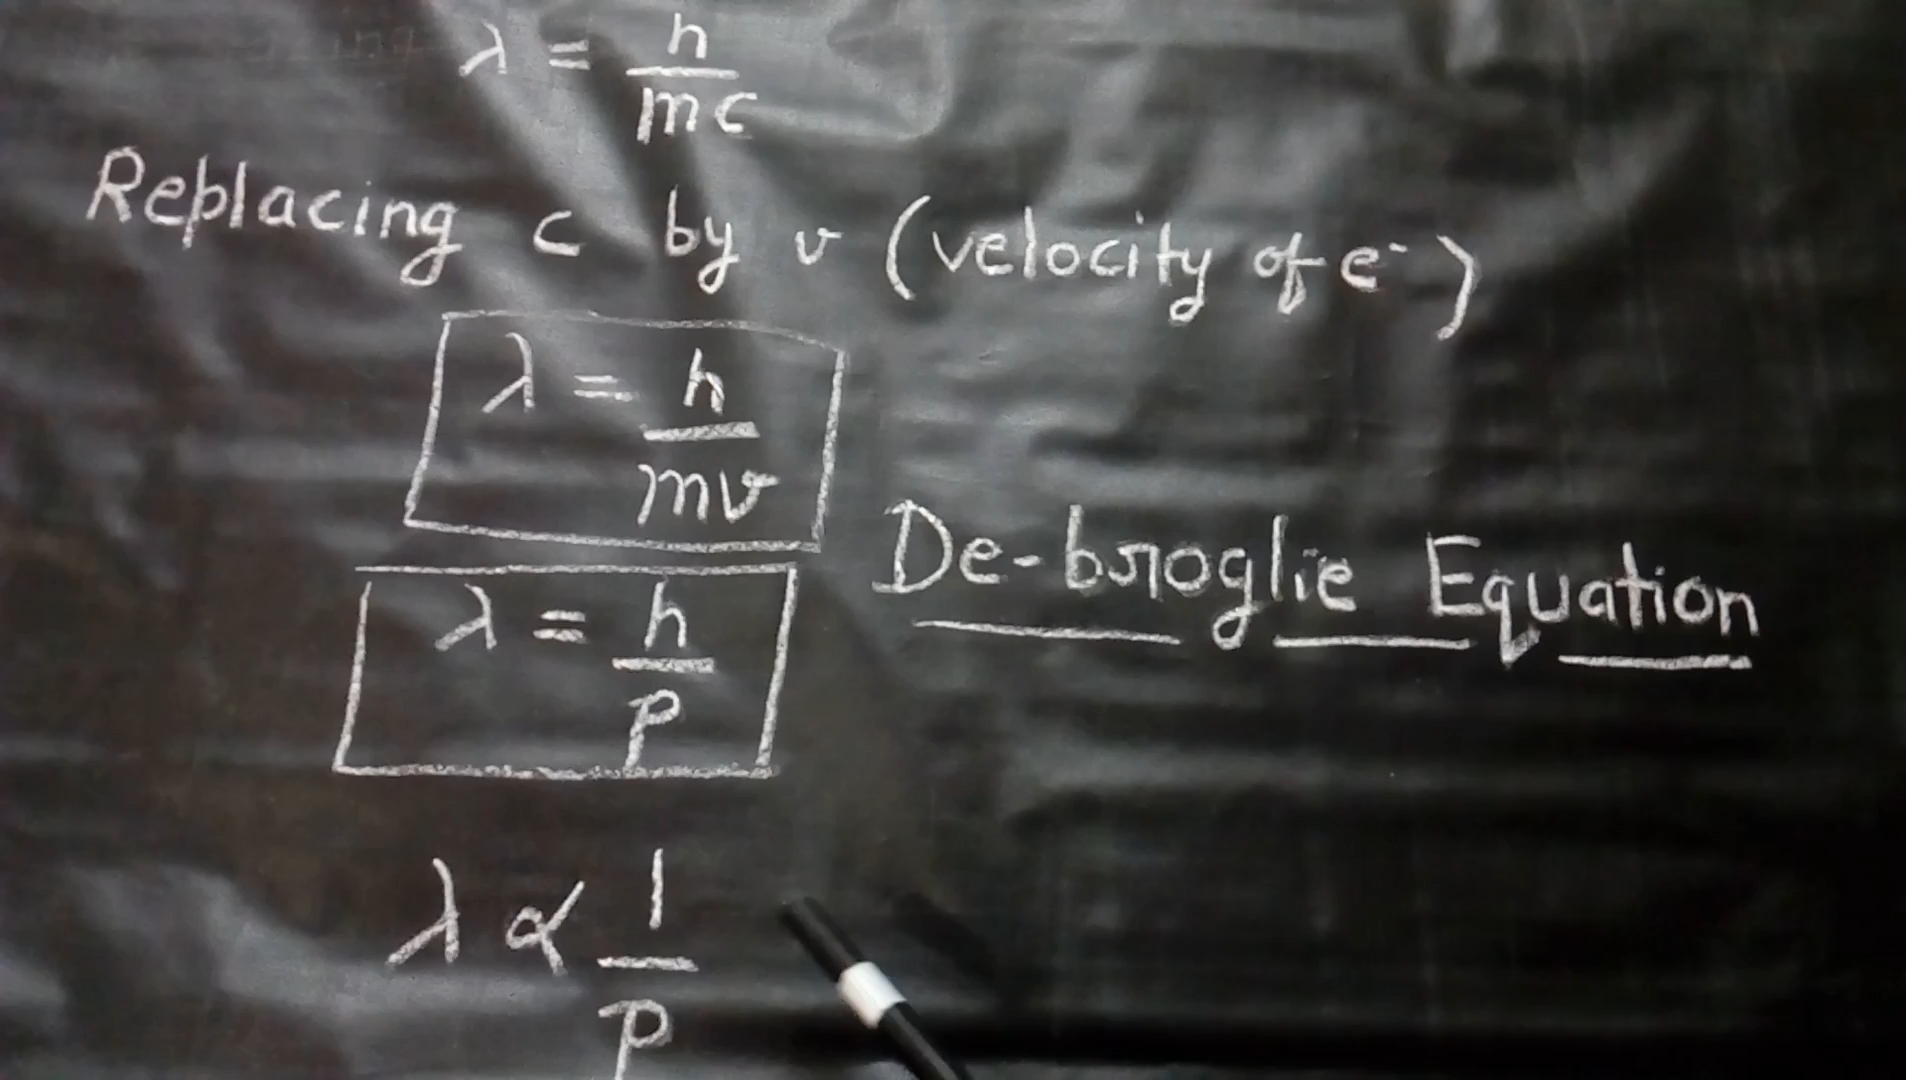 λ = h/mc
Replacing c by v (velocity of e⁻)
λ = h/mv
De-broglie Equation
λ = h/p
λ ∝ 1/p